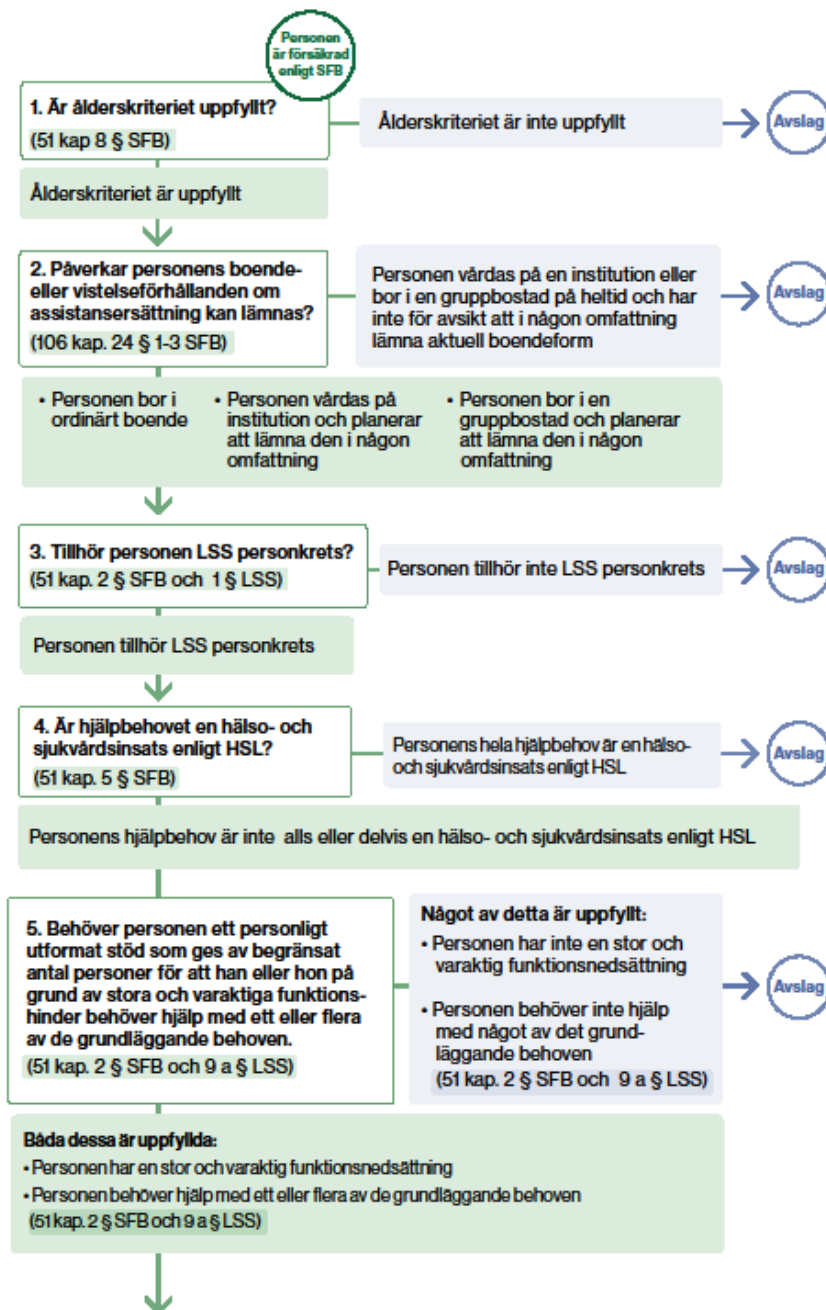 Personen
är försäkrad
enligt SFB
1. Är ålderskriteriet uppfyllt?
(51 kap 8 § SFB)
Ålderskriteriet är inte uppfyllt
Avslag
Ålderskriteriet är uppfyllt
2. Påverkar personens boende-
eller vistelseförhållanden om
assistansersättning kan lämnas?
(106 kap. 24 § 1-3 SFB)
Personen vårdas på en institution eller
bor i en gruppbostad på heltid och har
inte för avsikt att i någon omfattning
lämna aktuell boendeform
Avslag
• Personen bor i
ordinärt boende
• Personen vårdas på
institution och planerar
att lämna den i någon
omfattning
• Personen bor i en
gruppbostad och planerar
att lämna den i någon
omfattning
3. Tillhör personen LSS personkrets?
(51 kap. 2 § SFB och 1 § LSS)
Personen tillhör inte LSS personkrets
Avslag
Personen tillhör LSS personkrets
4. Är hjälpbehovet en hälso- och
sjukvårdsinsats enligt HSL?
(51 kap. 5 § SFB)
Personens hela hjälpbehov är en hälso-
och sjukvårdsinsats enligt HSL
Avslag
Personens hjälpbehov är inte alls eller delvis en hälso- och sjukvårdsinsats enligt HSL
5. Behöver personen ett personligt
utformat stöd som ges av begränsat
antal personer för att han eller hon på
grund av stora och varaktiga funktions-
hinder behöver hjälp med ett eller flera
av de grundläggande behoven.
(51 kap. 2 § SFB och 9 a § LSS)
Något av detta är uppfyllt:
• Personen har inte en stor och
varaktig funktionsnedsättning
• Personen behöver inte hjälp
med något av det grund-
läggande behoven
(51 kap. 2 § SFB och 9 a § LSS)
Avslag
Båda dessa är uppfyllda:
• Personen har en stor och varaktig funktionsnedsättning
• Personen behöver hjälp med ett eller flera av de grundläggande behoven
(51 kap. 2 § SFB och 9 a § LSS)